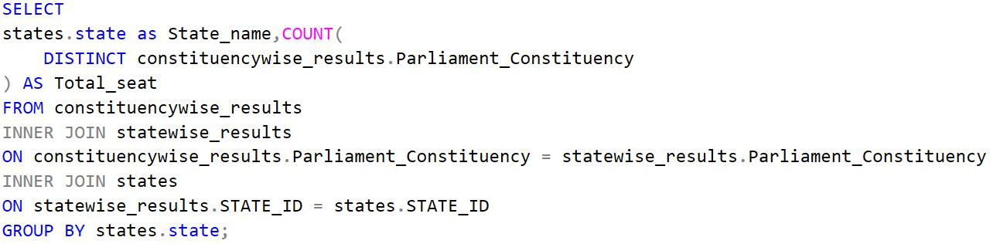 SELECT
states.state as State_name,COUNT(
    DISTINCT constituencywise_results.Parliament_Constituency
) AS Total_seat
FROM constituencywise_results
INNER JOIN statewise_results
ON constituencywise_results.Parliament_Constituency = statewise_results.Parliament_Constituency
INNER JOIN states
ON statewise_results.STATE_ID = states.STATE_ID
GROUP BY states.state;